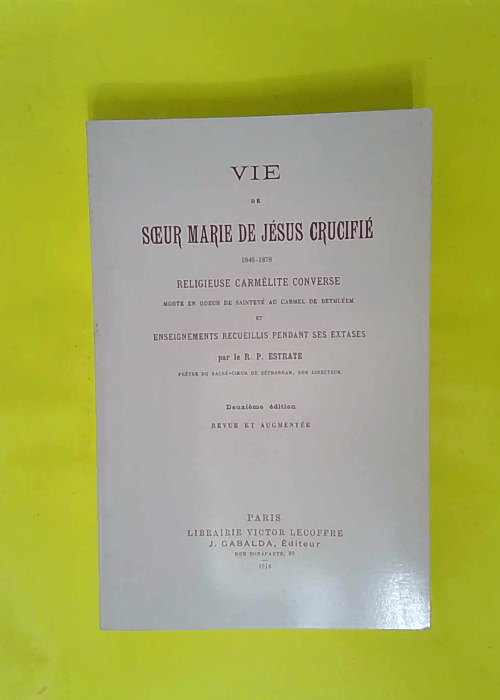 VIE
DE
SŒUR MARIE DE JÉSUS CRUCIFIÉ
1846-1878
RELIGIEUSE CARMÉLITE CONVERSE
MORTE EN ODEUR DE SAINTETÉ AU CARMEL DE BETHLÉEM
ET
ENSEIGNEMENTS RECUEILLIS PENDANT SES EXTASES
par le R. P. ESTRATE
PRÊTRE DU SACRÉ-CŒUR DE BÉTHARRAM, SON DIRECTEUR
Deuxième édition
REVUE ET AUGMENTÉE
PARIS
LIBRAIRIE VICTOR LECOFFRE
J. GABALDA, Éditeur
RUE BONAPARTE, 90
1916